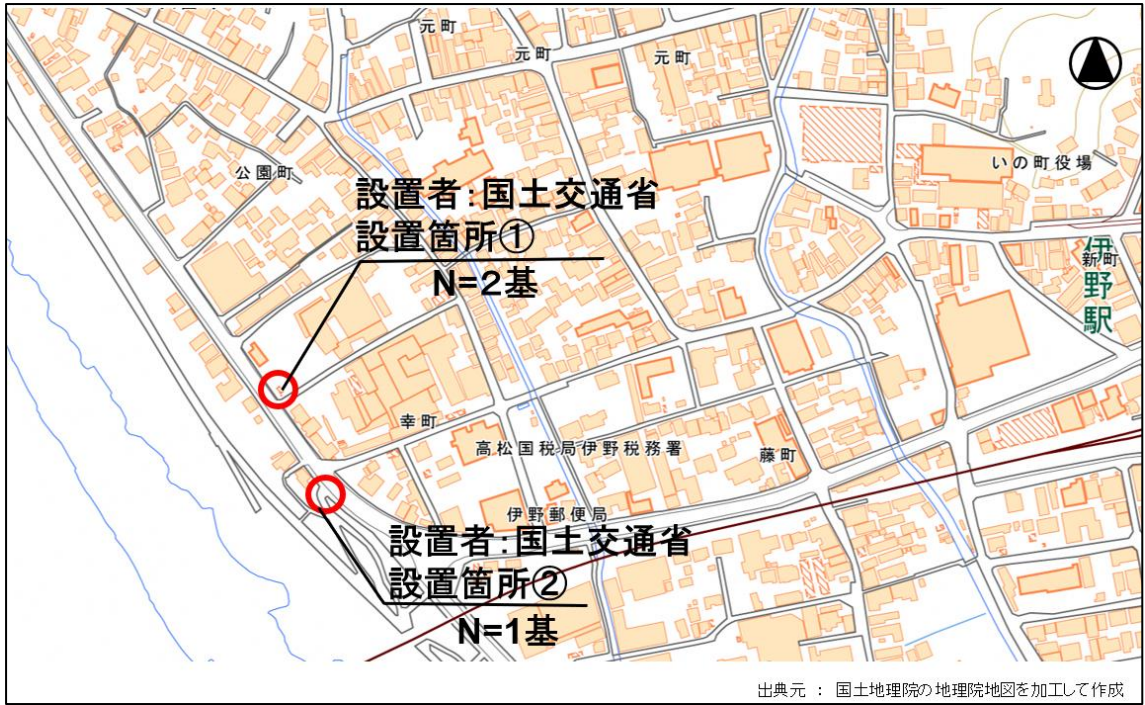 元町
元町
元町
公園町
いの町役場
設置者:国土交通省
設置箇所①
N=2基
新町
伊野駅
幸町
高松国税局伊野税務署
藤町
伊野郵便局
設置者:国土交通省
設置箇所②
N=1基
出典元 : 国土地理院の地理院地図を加工して作成